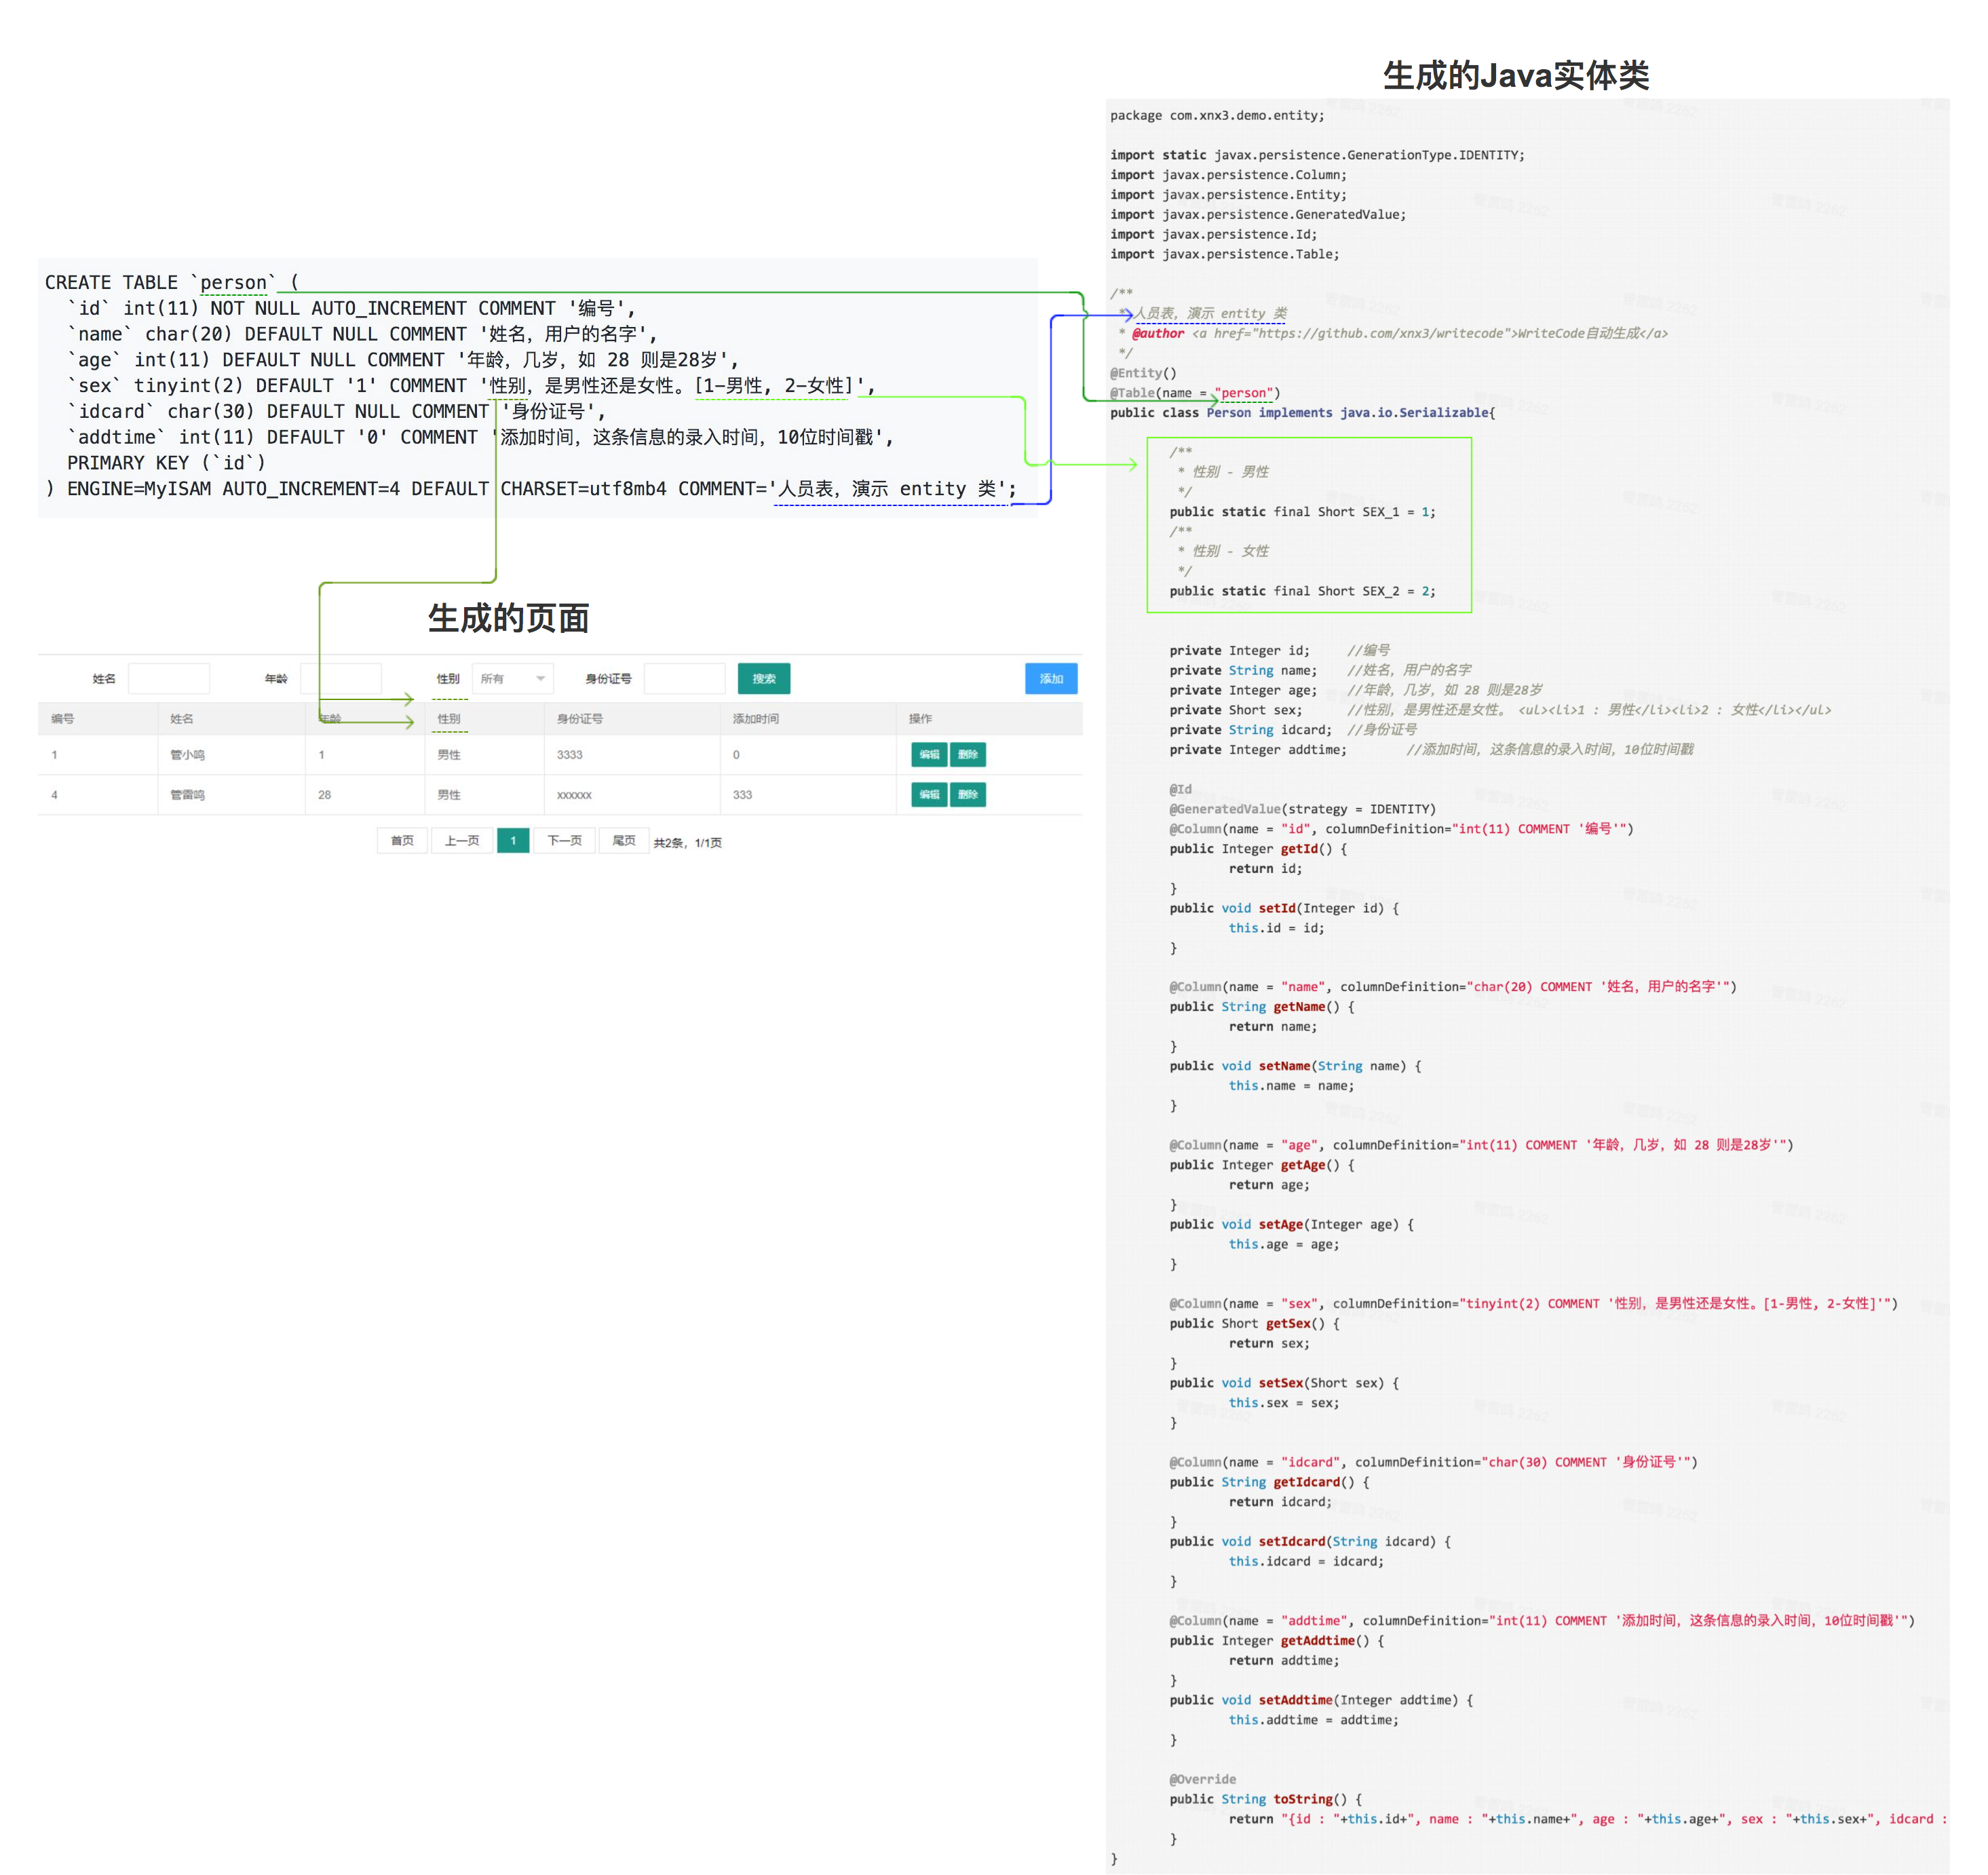 生成的Java实体类
package com.xnx3.demo.entity;
import static javax.persistence.GenerationType.IDENTITY;
import javax.persistence.Column;
import javax.persistence.Entity;
import javax.persistence.GeneratedValue;
import javax.persistence.Id;
import javax.persistence.Table;
/**
* 人员表，演示 entity 类
* @author <a href="https://github.com/xnx3/writecode">WriteCode自动生成</a>
*/
@Entity()
@Table(name = "person")
public class Person implements java.io.Serializable{
/**
* 性别 - 男性
*/
public static final Short SEX_1 = 1;
/**
* 性别 - 女性
*/
public static final Short SEX_2 = 2;
private Integer id; //编号
private String name; //姓名，用户的名字
private Integer age; //年龄，几岁，如 28 则是28岁
private Short sex; //性别，是男性还是女性。 <ul><li>1 : 男性</li><li>2 : 女性</li></ul>
private String idcard; //身份证号
private Integer addtime; //添加时间，这条信息的录入时间，10位时间戳
@Id
@GeneratedValue(strategy = IDENTITY)
@Column(name = "id", columnDefinition="int(11) COMMENT '编号'")
public Integer getId() {
return id;
}
public void setId(Integer id) {
this.id = id;
}
@Column(name = "name", columnDefinition="char(20) COMMENT '姓名，用户的名字'")
public String getName() {
return name;
}
public void setName(String name) {
this.name = name;
}
@Column(name = "age", columnDefinition="int(11) COMMENT '年龄，几岁，如 28 则是28岁'")
public Integer getAge() {
return age;
}
public void setAge(Integer age) {
this.age = age;
}
@Column(name = "sex", columnDefinition="tinyint(2) COMMENT '性别，是男性还是女性。[1-男性, 2-女性]'")
public Short getSex() {
return sex;
}
public void setSex(Short sex) {
this.sex = sex;
}
@Column(name = "idcard", columnDefinition="char(30) COMMENT '身份证号'")
public String getIdcard() {
return idcard;
}
public void setIdcard(String idcard) {
this.idcard = idcard;
}
@Column(name = "addtime", columnDefinition="int(11) COMMENT '添加时间，这条信息的录入时间，10位时间戳'")
public Integer getAddtime() {
return addtime;
}
public void setAddtime(Integer addtime) {
this.addtime = addtime;
}
@Override
public String toString() {
return "{id : "+this.id+", name : "+this.name+", age : "+this.age+", sex : "+this.sex+", idcard :
}
}
CREATE TABLE `person` (
`id` int(11) NOT NULL AUTO_INCREMENT COMMENT '编号',
`name` char(20) DEFAULT NULL COMMENT '姓名，用户的名字',
`age` int(11) DEFAULT NULL COMMENT '年龄，几岁，如 28 则是28岁',
`sex` tinyint(2) DEFAULT '1' COMMENT '性别，是男性还是女性。[1-男性, 2-女性]',
`idcard` char(30) DEFAULT NULL COMMENT '身份证号',
`addtime` int(11) DEFAULT '0' COMMENT '添加时间，这条信息的录入时间，10位时间戳',
PRIMARY KEY (`id`)
) ENGINE=MyISAM AUTO_INCREMENT=4 DEFAULT CHARSET=utf8mb4 COMMENT='人员表，演示 entity 类';
生成的页面
姓名 年龄 性别 所有 身份证号 搜索 添加
编号 姓名 年龄 性别 身份证号 添加时间 操作
1 管小鸣 1 男性 3333 0 编辑 删除
4 管雷鸣 28 男性 xxxxxx 333 编辑 删除
首页 上一页 1 下一页 尾页 共2条，1/1页